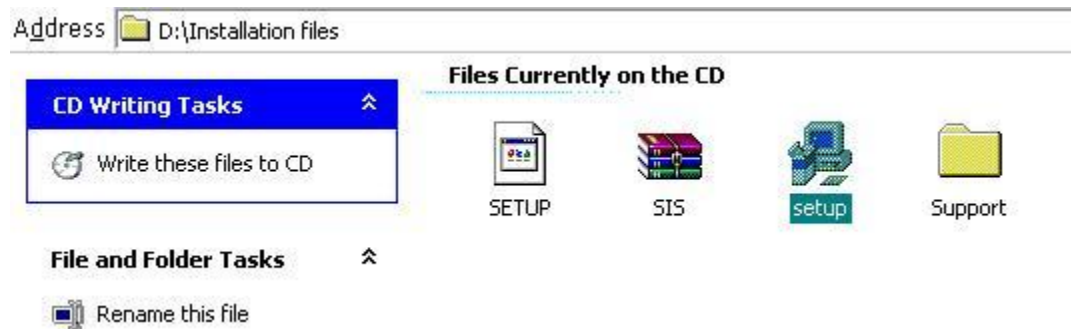 Address D:\Installation files
Files Currently on the CD
CD Writing Tasks
Write these files to CD
SETUP SIS setup Support
File and Folder Tasks
Rename this file